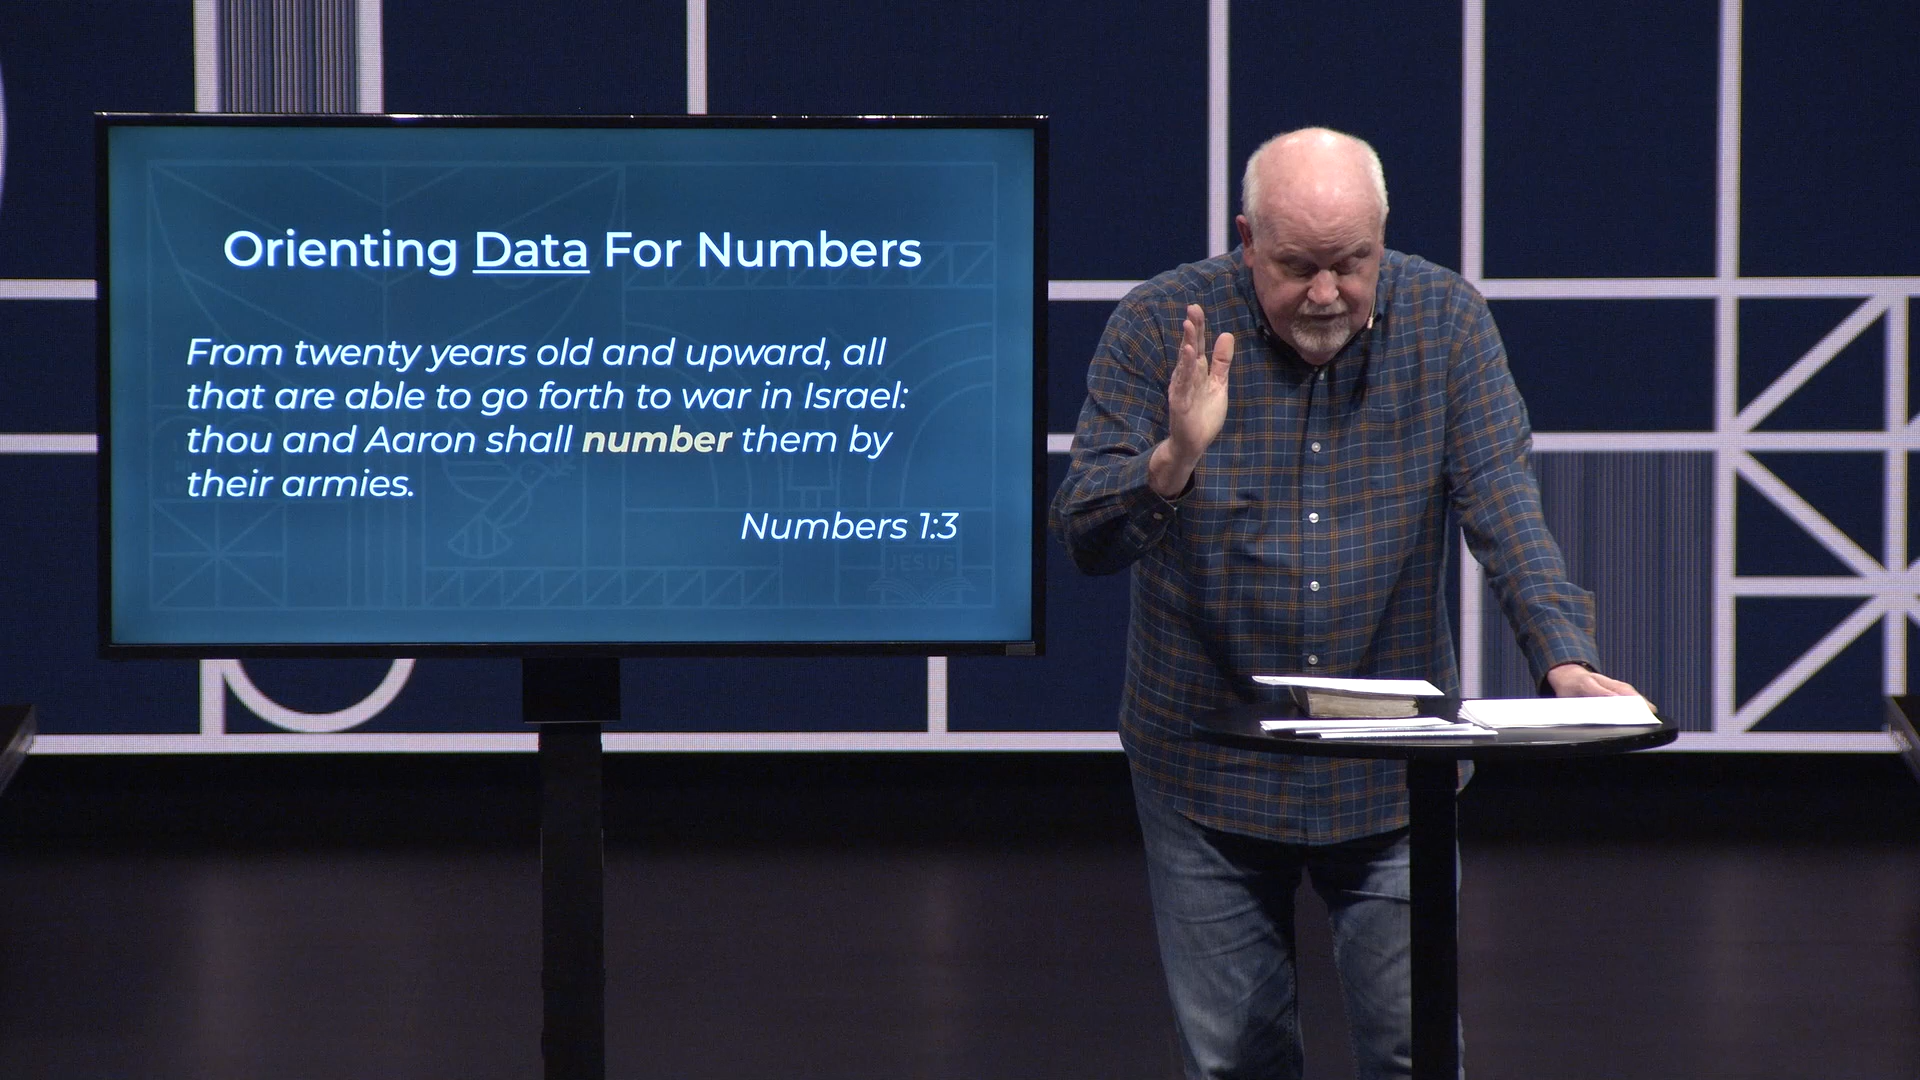 Orienting Data For Numbers
From twenty years old and upward, all
that are able to go forth to war in Israel:
thou and Aaron shall number them by
their armies.
Numbers 1:3
JESUS